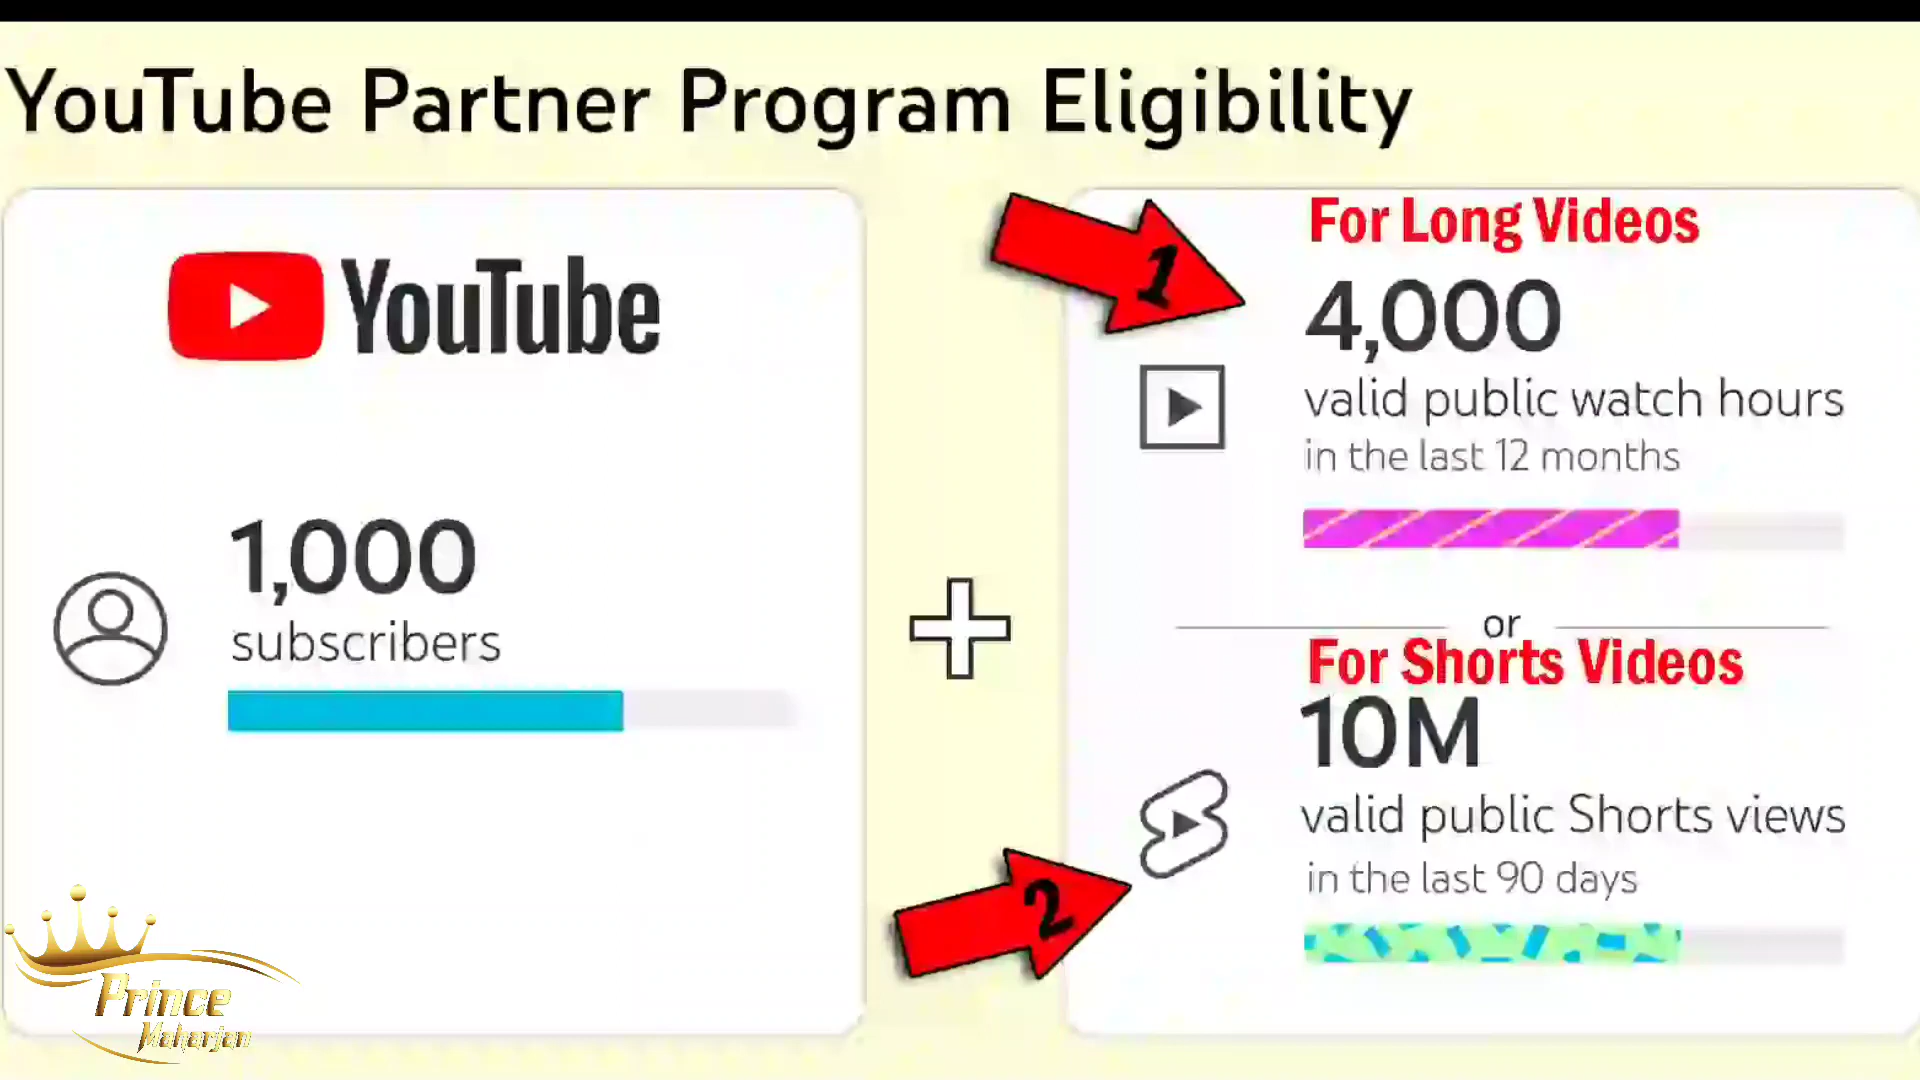 YouTube Partner Program Eligibility
YouTube
1,000
subscribers
1
For Long Videos
4,000
valid public watch hours
in the last 12 months
or
For Shorts Videos
10M
valid public Shorts views
in the last 90 days
2
Prince
Maharjan